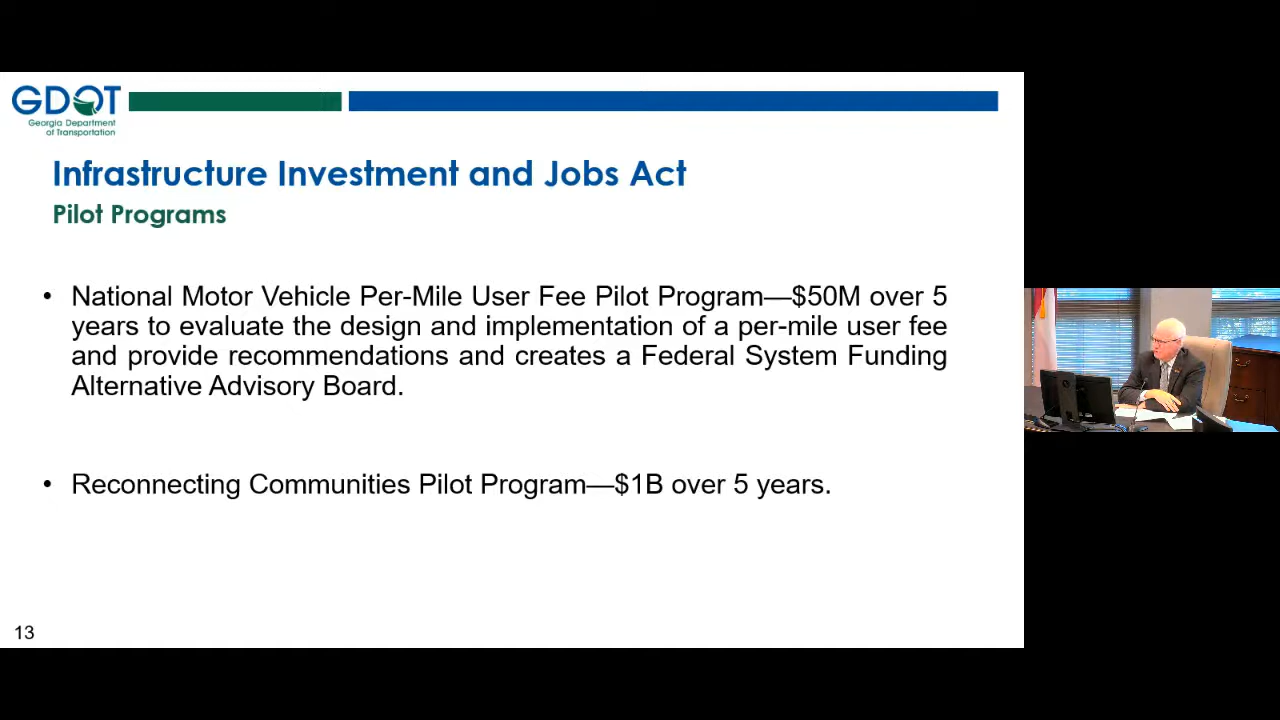 GDOT
Georgia Department
of Transportation
Infrastructure Investment and Jobs Act
Pilot Programs
• National Motor Vehicle Per-Mile User Fee Pilot Program—$50M over 5
years to evaluate the design and implementation of a per-mile user fee
and provide recommendations and creates a Federal System Funding
Alternative Advisory Board.
• Reconnecting Communities Pilot Program—$1B over 5 years.
13